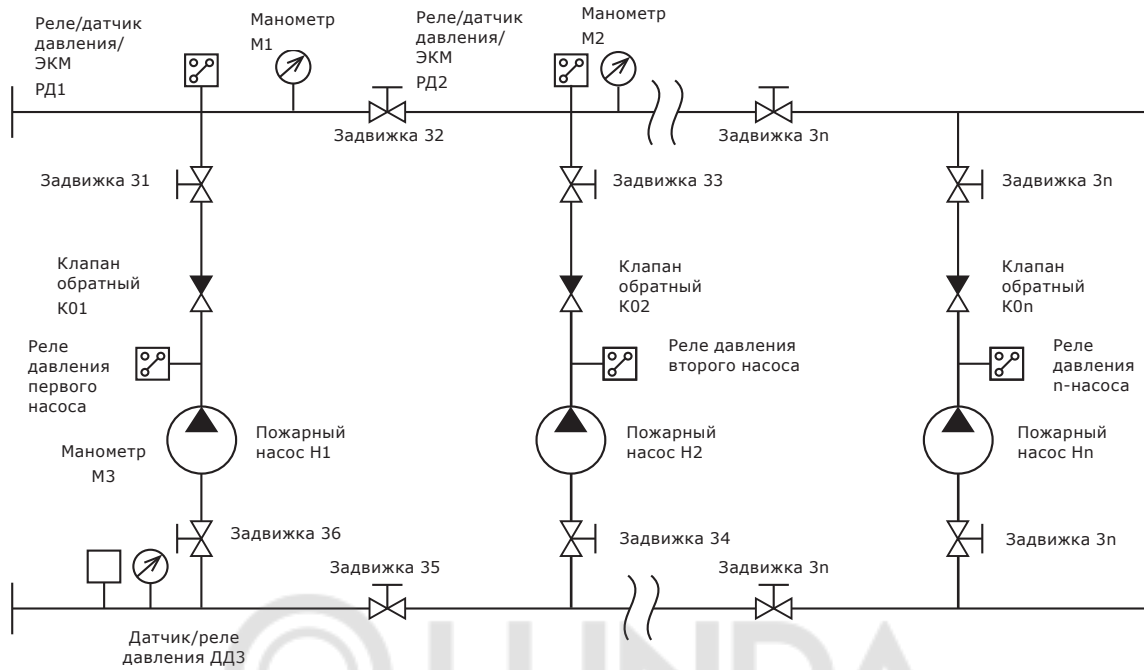 Реле/датчик
давления/
ЭКМ
РД1
Манометр
М1
Реле/датчик
давления/
ЭКМ
РД2
Манометр
М2
Задвижка 32
Задвижка 3n
Задвижка 31
Задвижка 33
Задвижка 3n
Клапан
обратный
К01
Клапан
обратный
К02
Клапан
обратный
К0n
Реле
давления
первого
насоса
Реле давления
второго насоса
Реле
давления
n-насоса
Манометр
М3
Пожарный
насос Н1
Пожарный
насос Н2
Пожарный
насос Нn
Задвижка 36
Задвижка 34
Задвижка 3n
Задвижка 35
Задвижка 3n
Датчик/реле
давления ДД3
LUNDA